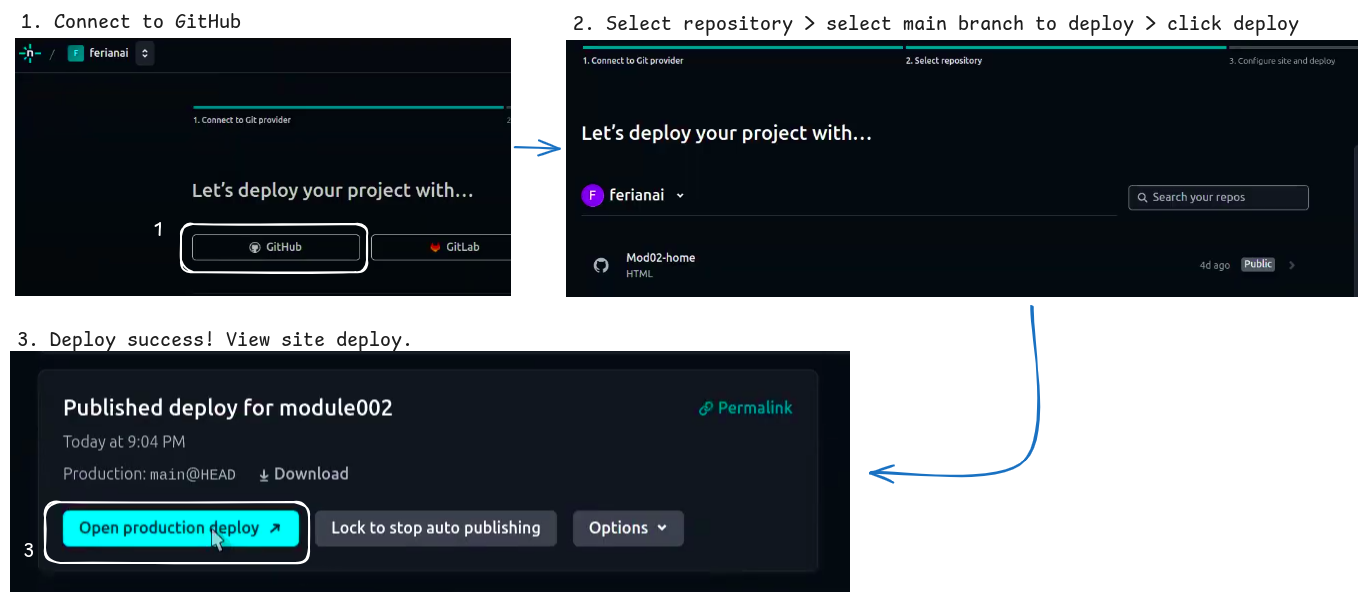 1. Connect to GitHub
n / F ferianai
1. Connect to Git provider
2
Let's deploy your project with...
1
GitHub
GitLab
2. Select repository > select main branch to deploy > click deploy
1. Connect to Git provider
2. Select repository
3. Configure site and deploy
Let's deploy your project with...
F ferianai
Search your repos
Mod02-home
HTML
4d ago Public
3. Deploy success! View site deploy.
Published deploy for module002
Permalink
Today at 9:04 PM
Production: main@HEAD Download
3
Open production deploy ↗
Lock to stop auto publishing
Options